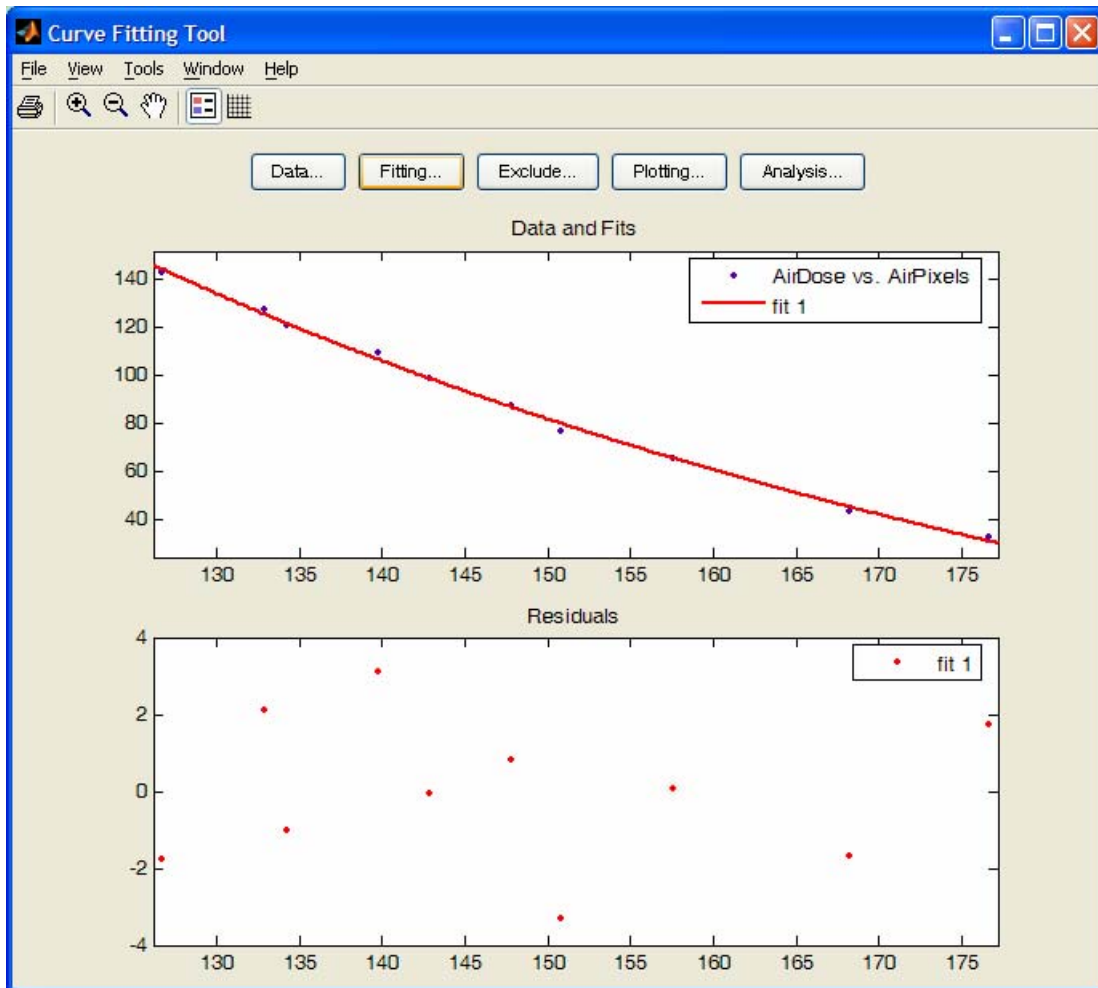 Curve Fitting Tool
File View Tools Window Help
Data... Fitting... Exclude... Plotting... Analysis...
Data and Fits
140
120
100
80
60
40
AirDose vs. AirPixels
fit 1
130 135 140 145 150 155 160 165 170 175
Residuals
4
2
0
-2
-4
fit 1
130 135 140 145 150 155 160 165 170 175